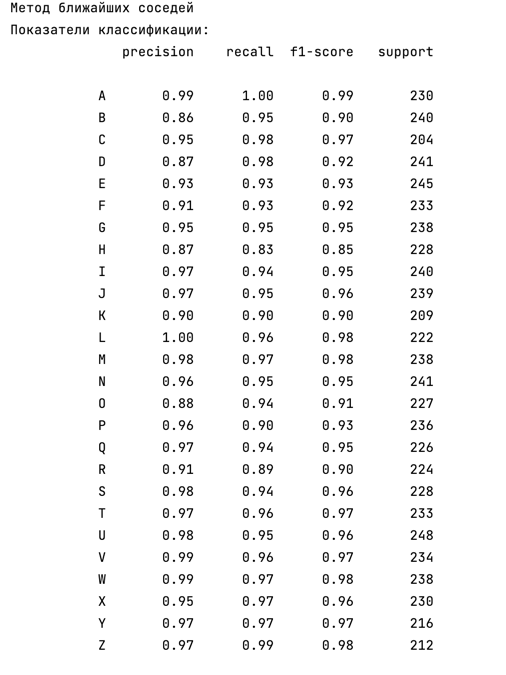 Метод ближайших соседей
Показатели классификации:
precision recall f1-score support
A 0.99 1.00 0.99 230
B 0.86 0.95 0.90 240
C 0.95 0.98 0.97 204
D 0.87 0.98 0.92 241
E 0.93 0.93 0.93 245
F 0.91 0.93 0.92 233
G 0.95 0.95 0.95 238
H 0.87 0.83 0.85 228
I 0.97 0.94 0.95 240
J 0.97 0.95 0.96 239
K 0.90 0.90 0.90 209
L 1.00 0.96 0.98 222
M 0.98 0.97 0.98 238
N 0.96 0.95 0.95 241
O 0.88 0.94 0.91 227
P 0.96 0.90 0.93 236
Q 0.97 0.94 0.95 226
R 0.91 0.89 0.90 224
S 0.98 0.94 0.96 228
T 0.97 0.96 0.97 233
U 0.98 0.95 0.96 248
V 0.99 0.96 0.97 234
W 0.99 0.97 0.98 238
X 0.95 0.97 0.96 230
Y 0.97 0.97 0.97 216
Z 0.97 0.99 0.98 212